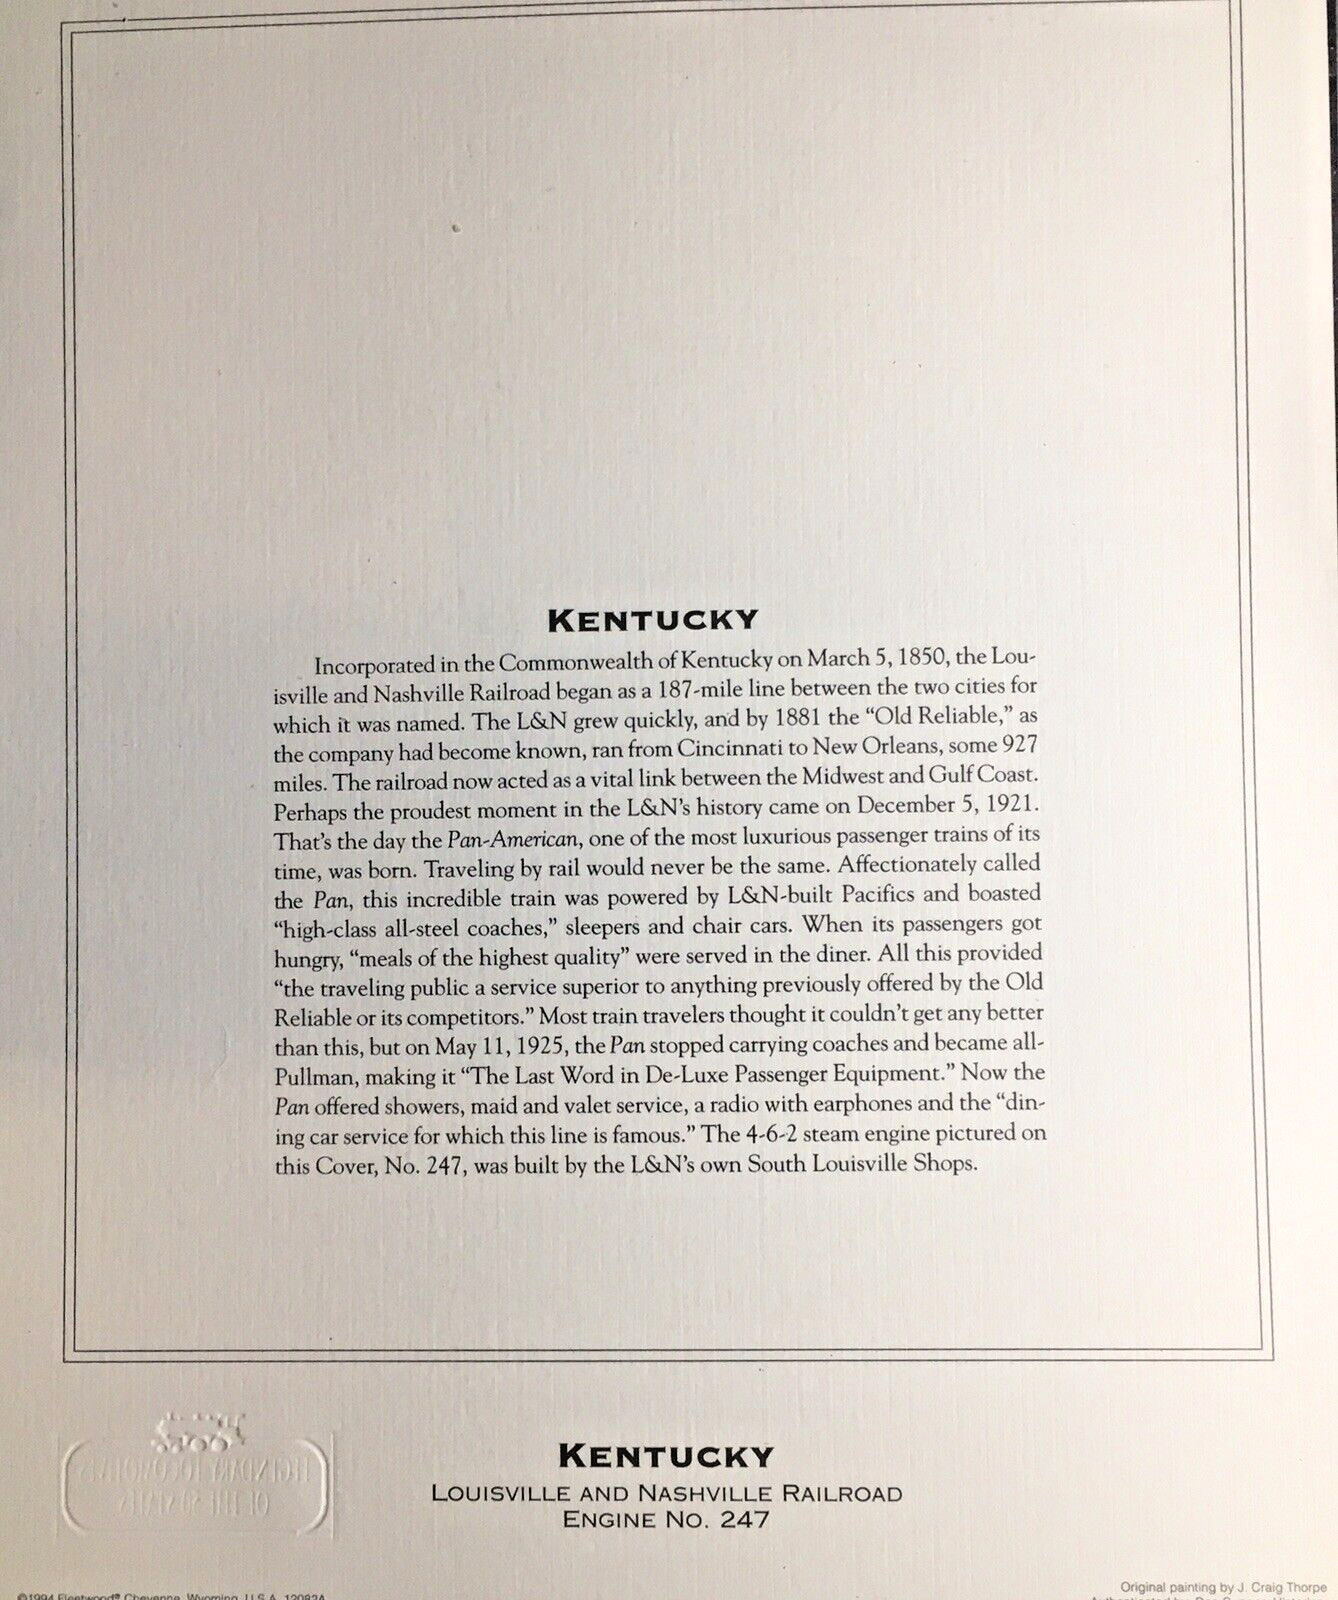 KENTUCKY
Incorporated in the Commonwealth of Kentucky on March 5, 1850, the Lou-
isville and Nashville Railroad began as a 187-mile line between the two cities for
which it was named. The L&N grew quickly, and by 1881 the “Old Reliable,” as
the company had become known, ran from Cincinnati to New Orleans, some 927
miles. The railroad now acted as a vital link between the Midwest and Gulf Coast.
Perhaps the proudest moment in the L&N’s history came on December 5, 1921.
That’s the day the Pan-American, one of the most luxurious passenger trains of its
time, was born. Traveling by rail would never be the same. Affectionately called
the Pan, this incredible train was powered by L&N-built Pacifics and boasted
“high-class all-steel coaches,” sleepers and chair cars. When its passengers got
hungry, “meals of the highest quality” were served in the diner. All this provided
“the traveling public a service superior to anything previously offered by the Old
Reliable or its competitors.” Most train travelers thought it couldn’t get any better
than this, but on May 11, 1925, the Pan stopped carrying coaches and became all-
Pullman, making it “The Last Word in De-Luxe Passenger Equipment.” Now the
Pan offered showers, maid and valet service, a radio with earphones and the “din-
ing car service for which this line is famous.” The 4-6-2 steam engine pictured on
this Cover, No. 247, was built by the L&N’s own South Louisville Shops.
LEGENDARY LOCOMOTIVES
OF THE 50 STATES
KENTUCKY
LOUISVILLE AND NASHVILLE RAILROAD
ENGINE NO. 247
©1994 Fleetwood® Cheyenne, Wyoming, U.S.A. 12082A
Original painting by J. Craig Thorpe